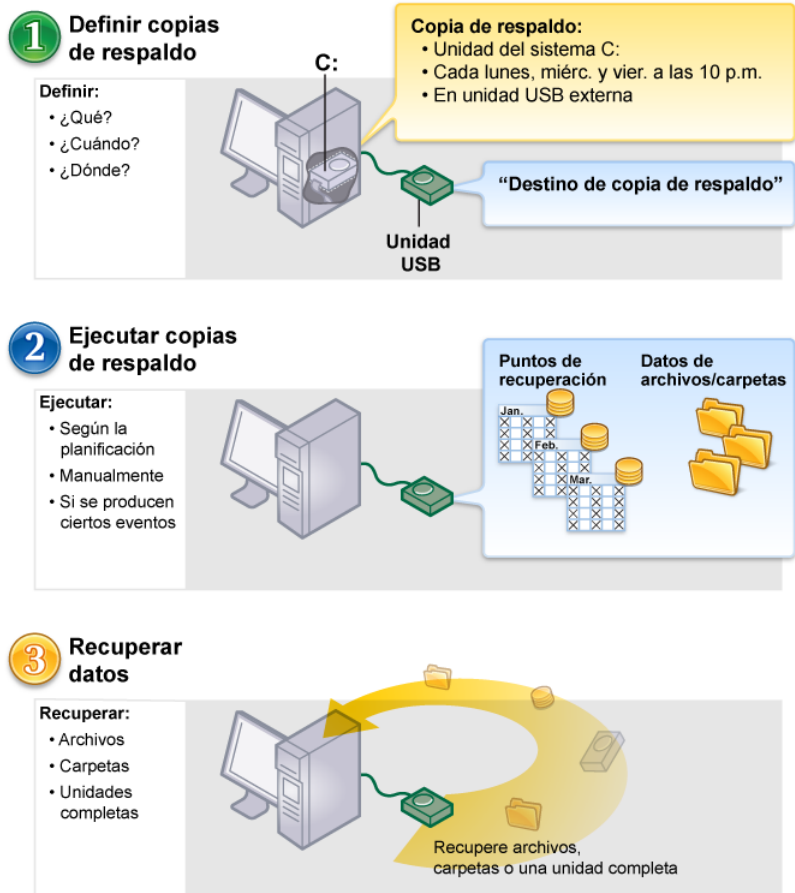 1
Definir copias
de respaldo
Definir:
• ¿Qué?
• ¿Cuándo?
• ¿Dónde?
C:
Copia de respaldo:
• Unidad del sistema C:
• Cada lunes, miérc. y vier. a las 10 p.m.
• En unidad USB externa
“Destino de copia de respaldo”
Unidad
USB
2
Ejecutar copias
de respaldo
Ejecutar:
• Según la
planificación
• Manualmente
• Si se producen
ciertos eventos
Puntos de
recuperación
Jan.
Feb.
Mar.
Datos de
archivos/carpetas
3
Recuperar
datos
Recuperar:
• Archivos
• Carpetas
• Unidades
completas
Recupere archivos,
carpetas o una unidad completa